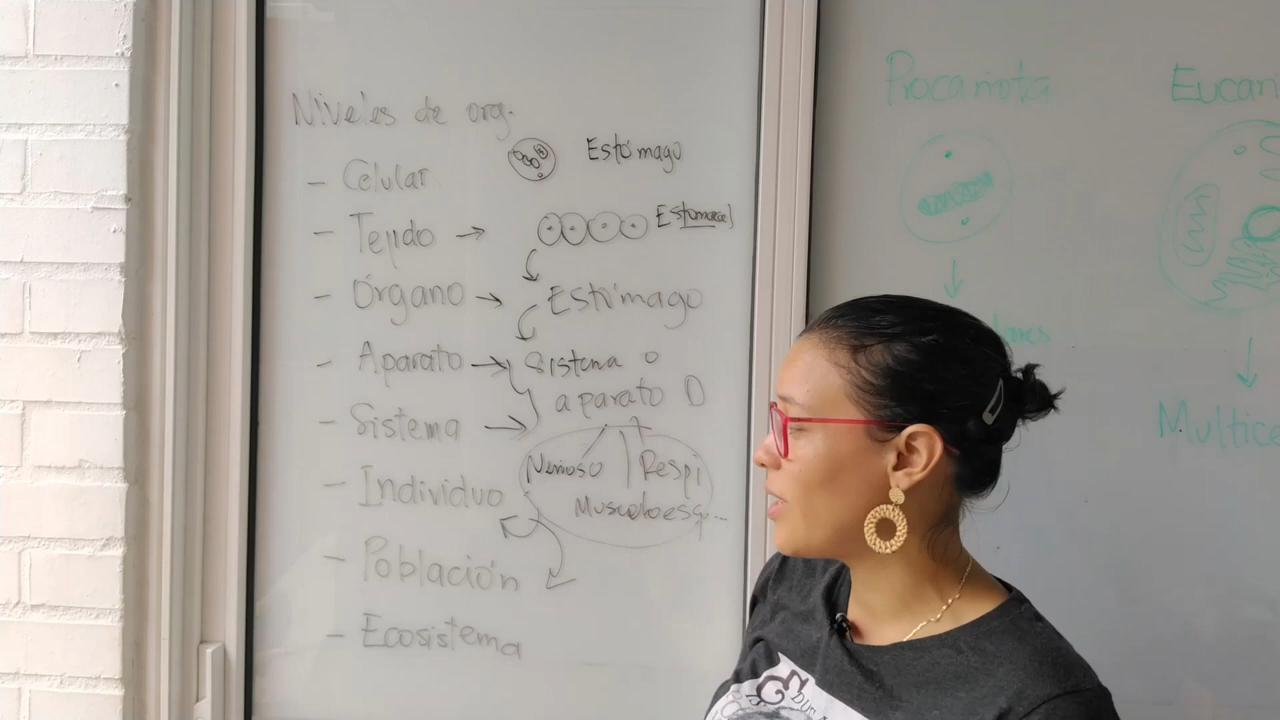 Niveles de org.
- Celular
Estómago
- Tejido → Estomacal
- Órgano → Estómago
- Aparato → Sistema o
aparato D
- Sistema →
Nervioso | Respi
Musculoesq...
- Individuo
- Población
- Ecosistema
Procariota
Eucari
Multice